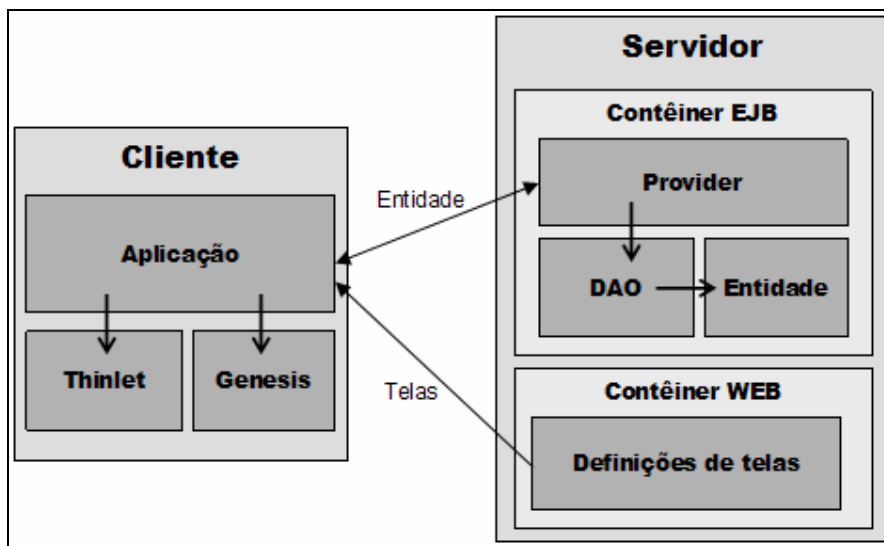 Servidor
Contêiner EJB
Cliente
Provider
Entidade
Aplicação
DAO
Entidade
Thinlet
Genesis
Telas
Contêiner WEB
Definições de telas